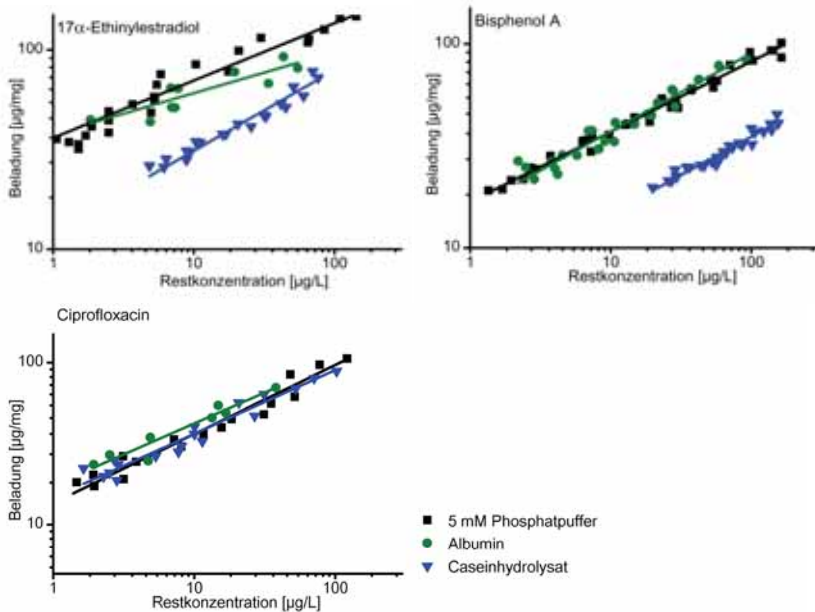 17α-Ethinylestradiol
100
10
Beladung [µg/mg]
1
10
100
Restkonzentration [µg/L]
Bisphenol A
100
10
Beladung [µg/mg]
1
10
100
Restkonzentration [µg/L]
Ciprofloxacin
100
10
Beladung [µg/mg]
1
10
100
Restkonzentration [µg/L]
5 mM Phosphatpuffer
Albumin
Caseinhydrolysat